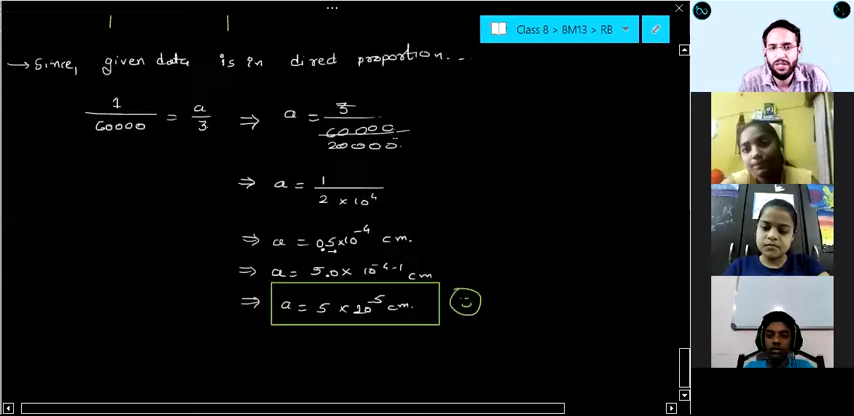 Class 8 > 8M13 > RB
→ Since, given data is in dired proportion...
1/60000 = a/3 ⇒ a = 3/60000
20000
⇒ a = 1/2 × 10⁴
⇒ a = 0.5 × 10⁻⁴ cm.
⇒ a = 5.0 × 10⁻⁴⁻¹ cm
⇒ a = 5 × 10⁻⁵ cm.